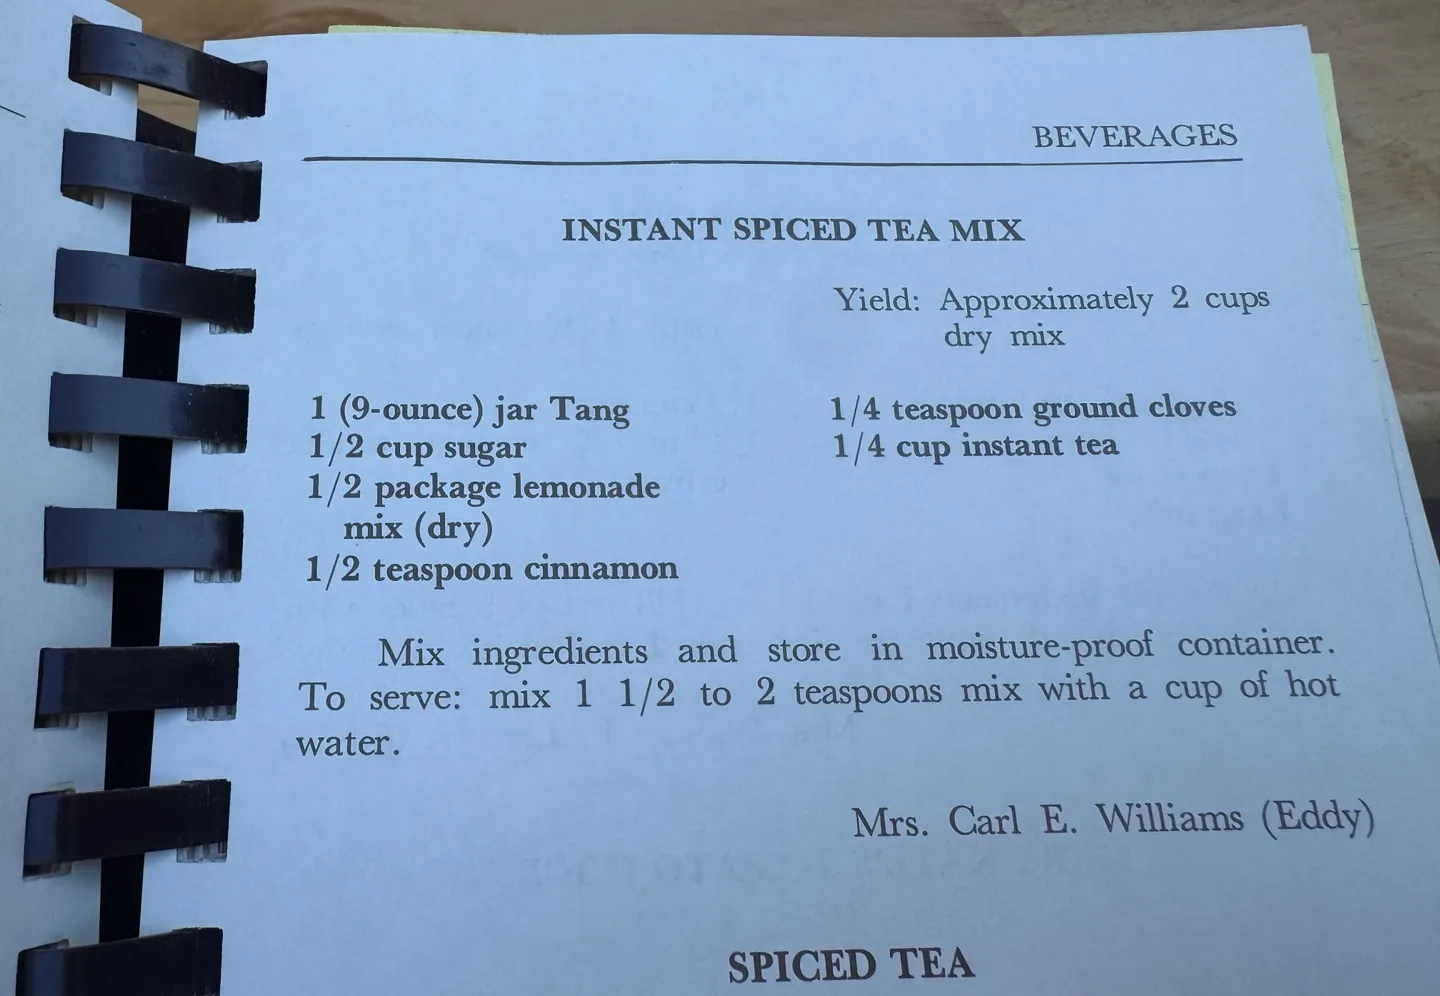 BEVERAGES
INSTANT SPICED TEA MIX
Yield: Approximately 2 cups
dry mix
1 (9-ounce) jar Tang
1/2 cup sugar
1/2 package lemonade
mix (dry)
1/2 teaspoon cinnamon
1/4 teaspoon ground cloves
1/4 cup instant tea
Mix ingredients and store in moisture-proof container.
To serve: mix 1 1/2 to 2 teaspoons mix with a cup of hot
water.
Mrs. Carl E. Williams (Eddy)
SPICED TEA